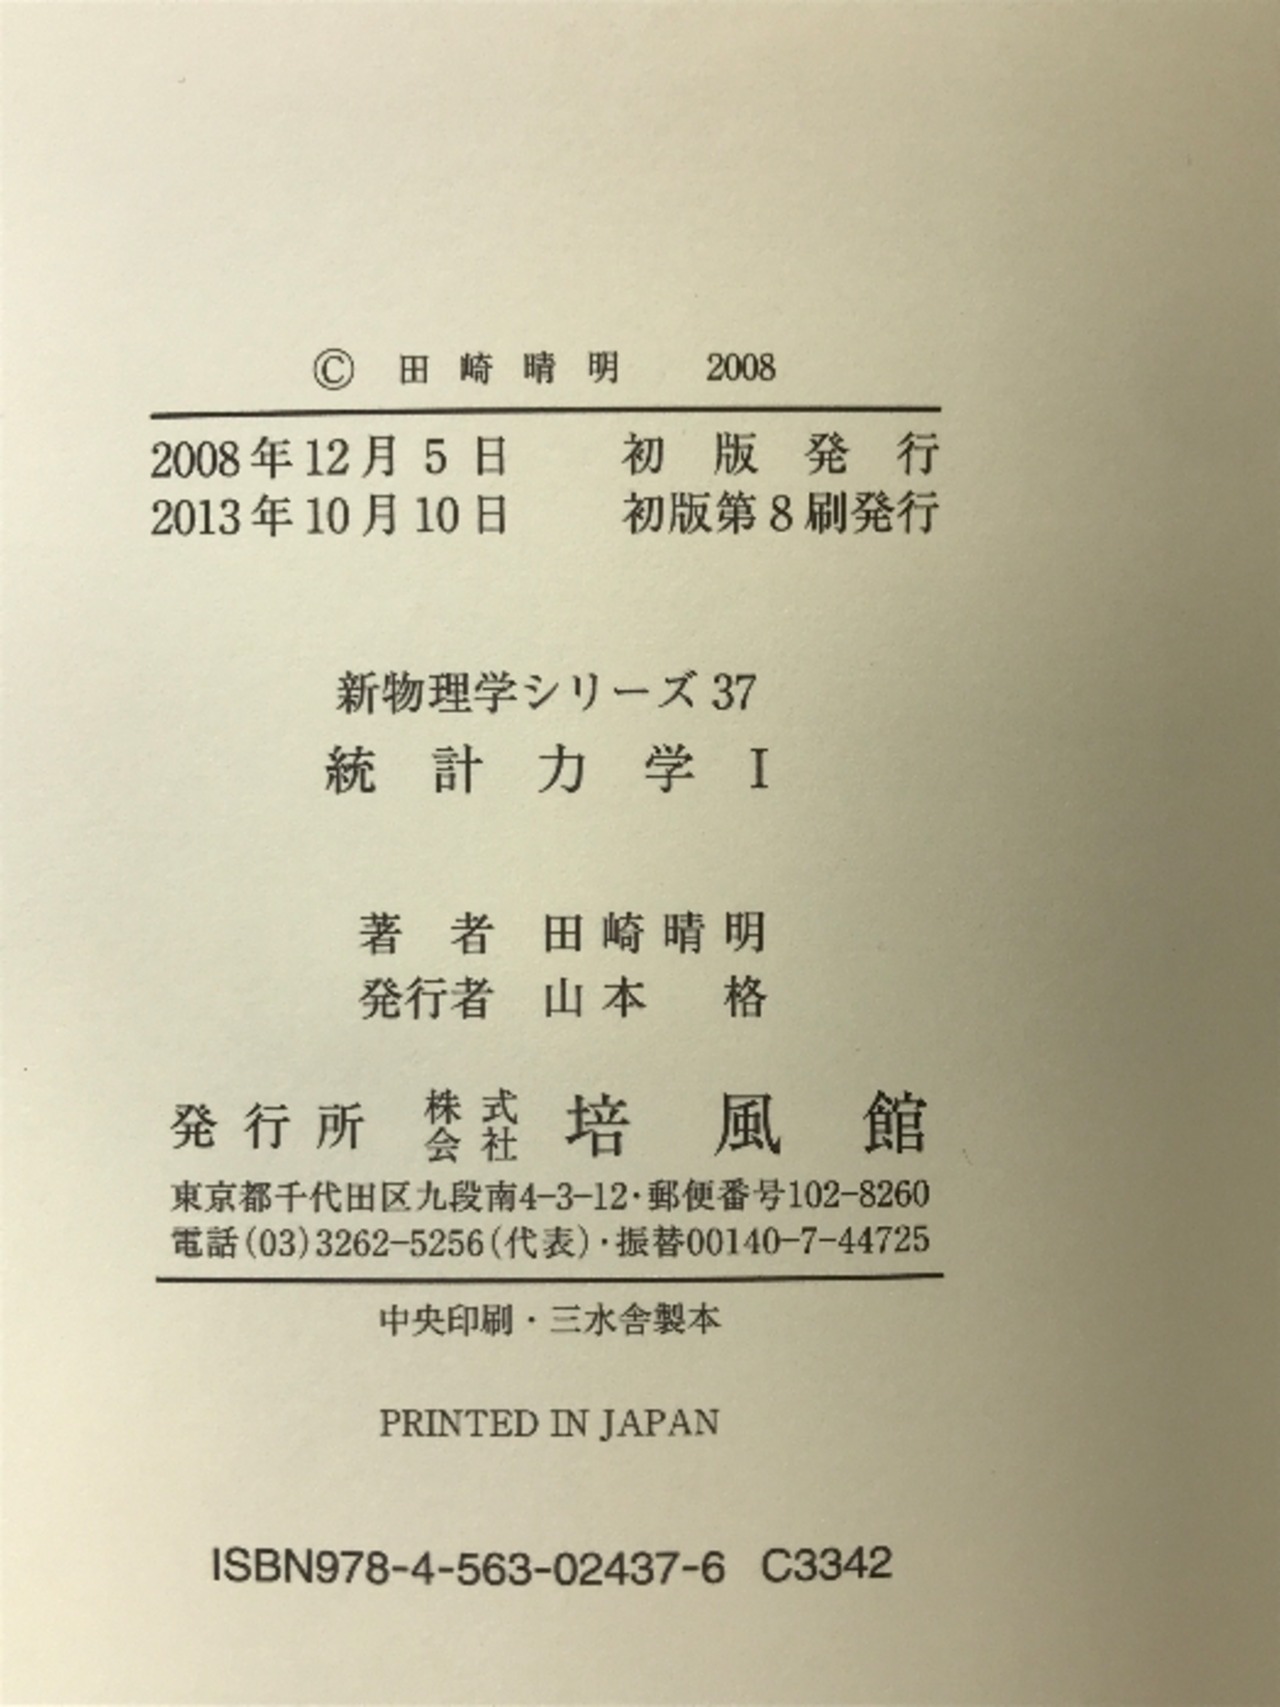 © 田崎晴明 2008
2008年12月5日 初版発行
2013年10月10日 初版第8刷発行
新物理学シリーズ37
統計力学 I
著者 田崎晴明
発行者 山本 格
発行所 株式会社 培風館
東京都千代田区九段南4-3-12・郵便番号102-8260
電話(03)3262-5256(代表)・振替00140-7-44725
中央印刷・三水舎製本
PRINTED IN JAPAN
ISBN978-4-563-02437-6 C3342